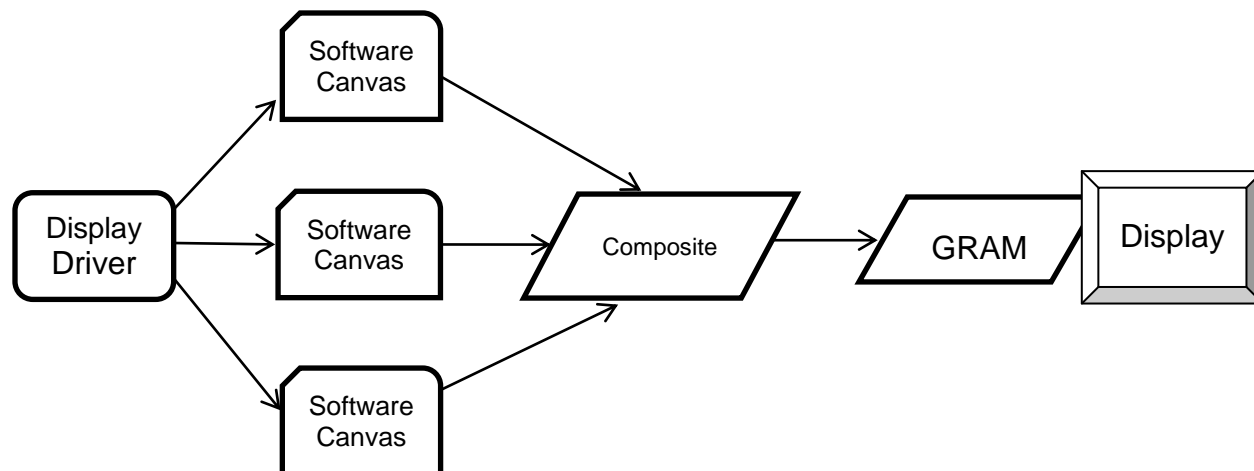 Software
Canvas
Display
Driver
Software
Canvas
Composite
GRAM
Display
Software
Canvas